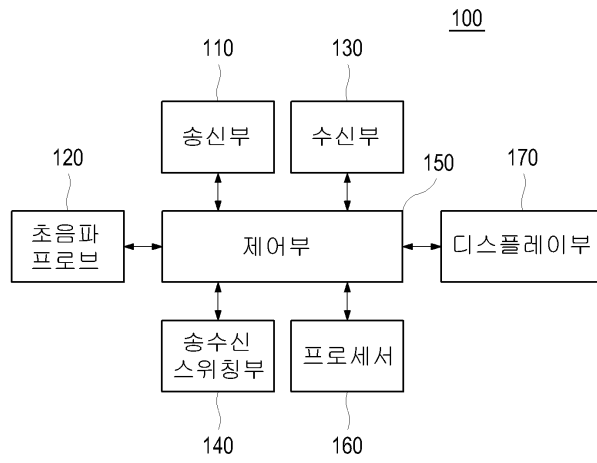 100
110
130
송신부
수신부
120
150
170
초음파
프로브
제어부
디스플레이부
송수신
스위칭부
프로세서
140
160